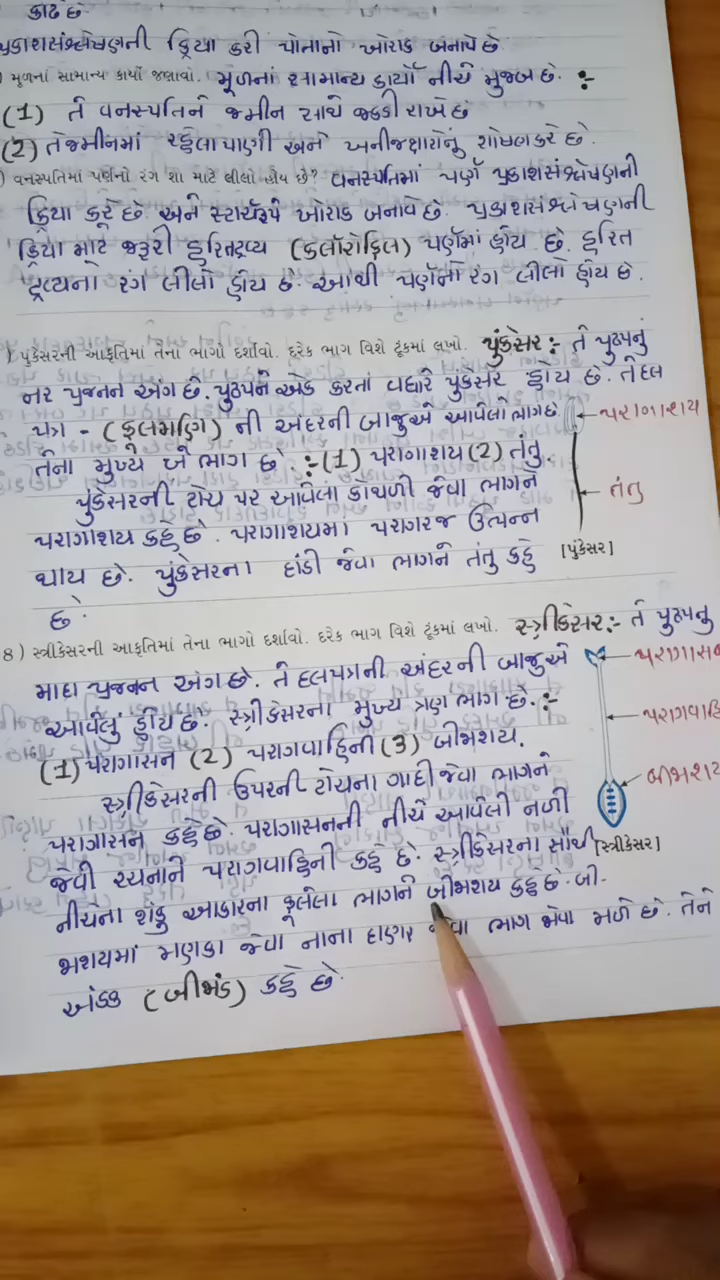 કાઢે છે
પ્રકાશસંશ્લેષણની ક્રિયા કરી પોતાનો ખોરાક બનાવે છે
) મૂળનાં સામાન્ય કાર્યો જણાવો. મૂળનાં સામાન્ય કાર્યો નીચે મુજબ છે. :-
(1) તે વનસ્પતિને જમીન સાથે જકડી રાખે છે
(2) તે જમીનમાં રહેલા પાણી અને ખનીજક્ષારોનું શોષણ કરે છે.
) વનસ્પતિમાં પર્ણનો રંગ શા માટે લીલો હોય છે? વનસ્પતિમાં પર્ણ પ્રકાશસંશ્લેષણની
ક્રિયા કરે છે. અને સ્ટાર્ચરૂપે ખોરાક બનાવે છે. પ્રકાશસંશ્લેષણની
ક્રિયા માટે જરૂરી હરિતદ્રવ્ય (કલોરોફિલ) પર્ણમાં હોય છે. હરિત
દ્રવ્યનો રંગ લીલો હોય છે. આથી પર્ણનો રંગ લીલો હોય છે.
) પુંકેસરની આકૃતિમાં તેના ભાગો દર્શાવો. દરેક ભાગ વિશે ટૂંકમાં લખો. પુંકેસર :- તે પુષ્પનું
નર પ્રજનન અંગ છે. પુષ્પને એક કરતાં વધારે પુંકેસર હોય છે. તે દલ
પત્ર - (ફુલમણિ) ની અંદરની બાજુએ આવેલો ભાગ છે.
પરાગાશય
તેના મુખ્ય બે ભાગ છે. :- (1) પરાગાશય (2) તંતુ.
પુંકેસરની ટોચ પર આવેલા કોથળી જેવા ભાગને
તંતુ
પરાગાશય કહે છે. પરાગાશયમાં પરાગરજ ઉત્પન્ન
થાય છે. પુંકેસરના દાંડી જેવા ભાગને તંતુ કહે
[પુંકેસર]
છે.
8) સ્ત્રીકેસરની આકૃતિમાં તેના ભાગો દર્શાવો. દરેક ભાગ વિશે ટૂંકમાં લખો. સ્ત્રીકેસર :- તે પુષ્પનું
માદા પ્રજનન અંગ છે. તે દલપત્રની અંદરની બાજુએ
પરાગાસન
આવેલું હોય છે. સ્ત્રીકેસરના મુખ્ય ત્રણ ભાગ છે. :-
પરાગવાહિ
(1) પરાગાસન (2) પરાગવાહિની (3) બીજાશય.
બીજાશય
સ્ત્રીકેસરની ઉપરની ટોચના ગાદી જેવા ભાગને
પરાગાસન કહે છે. પરાગાસનની નીચે આવેલી નળી
જેવી રચનાને પરાગવાહિની કહે છે. સ્ત્રીકેસરના સૌથી
[સ્ત્રીકેસર]
નીચેના શંકુ આકારના ફૂલેલા ભાગને બીજાશય કહે છે. બી-
જાશયમાં મણકા જેવા નાના દાણાદાર જેવા ભાગ જોવા મળે છે. તેને
અંડક (બીજાંડ) કહે છે.